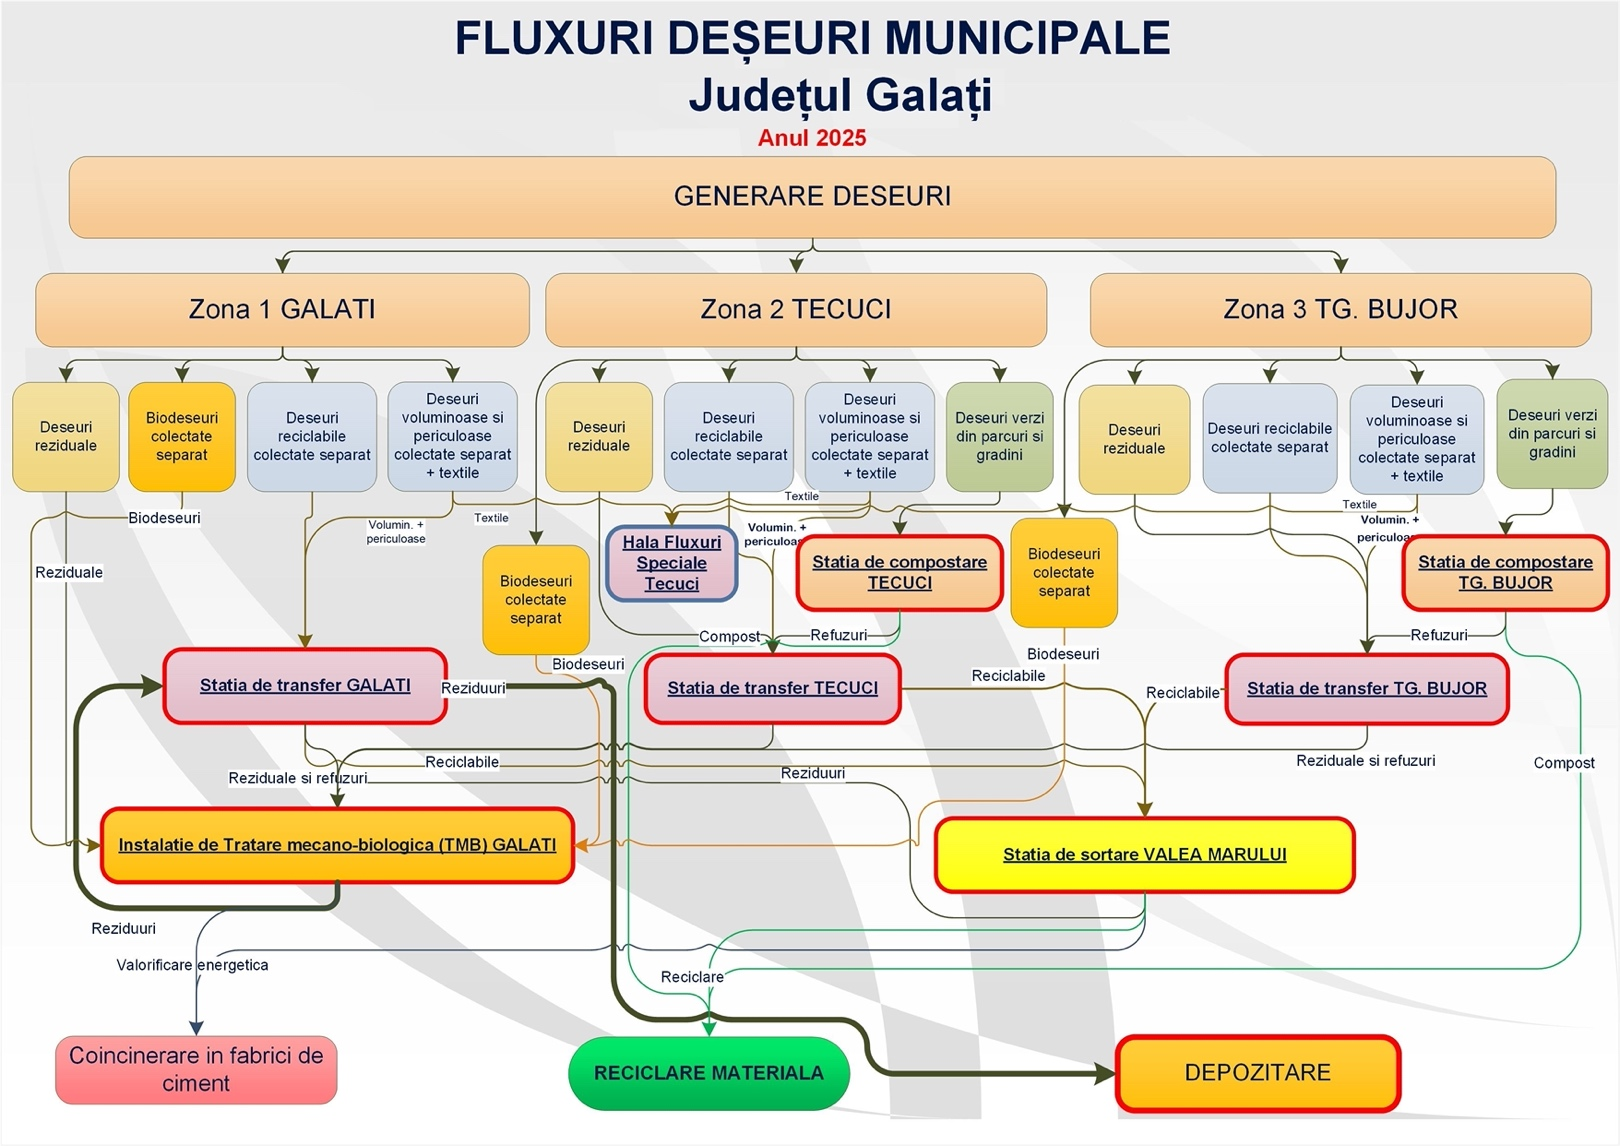 FLUXURI DEȘEURI MUNICIPALE
Județul Galați
Anul 2025
GENERARE DESEURI
Zona 1 GALATI
Zona 2 TECUCI
Zona 3 TG. BUJOR
Deseuri
reziduale
Biodeseuri
colectate
separat
Deseuri
reciclabile
colectate separat
Deseuri
voluminoase si
periculoase
colectate separat
+ textile
Deseuri
reziduale
Deseuri
reciclabile
colectate separat
Deseuri
voluminoase si
periculoase
colectate separat
+ textile
Deseuri verzi
din parcuri si
gradini
Deseuri
reziduale
Deseuri reciclabile
colectate separat
Deseuri
voluminoase si
periculoase
colectate separat
+ textile
Deseuri verzi
din parcuri si
gradini
Textile
Textile
Biodeseuri
Volumin. +
periculoase
Textile
Volumin. +
periculoas
Volumin. +
periculoas
Reziduale
Biodeseuri
colectate
separat
Hala Fluxuri
Speciale
Tecuci
Statia de compostare
TECUCI
Biodeseuri
colectate
separat
Statia de compostare
TG. BUJOR
Compost
Refuzuri
Refuzuri
Biodeseuri
Biodeseuri
Statia de transfer GALATI
Reziduuri
Statia de transfer TECUCI
Reciclabile
Reciclabile
Statia de transfer TG. BUJOR
Reciclabile
Reziduale si refuzuri
Reziduuri
Reziduale si refuzuri
Compost
Instalatie de Tratare mecano-biologica (TMB) GALATI
Statia de sortare VALEA MARULUI
Reziduuri
Valorificare energetica
Reciclare
Coincinerare in fabrici de
ciment
RECICLARE MATERIALA
DEPOZITARE